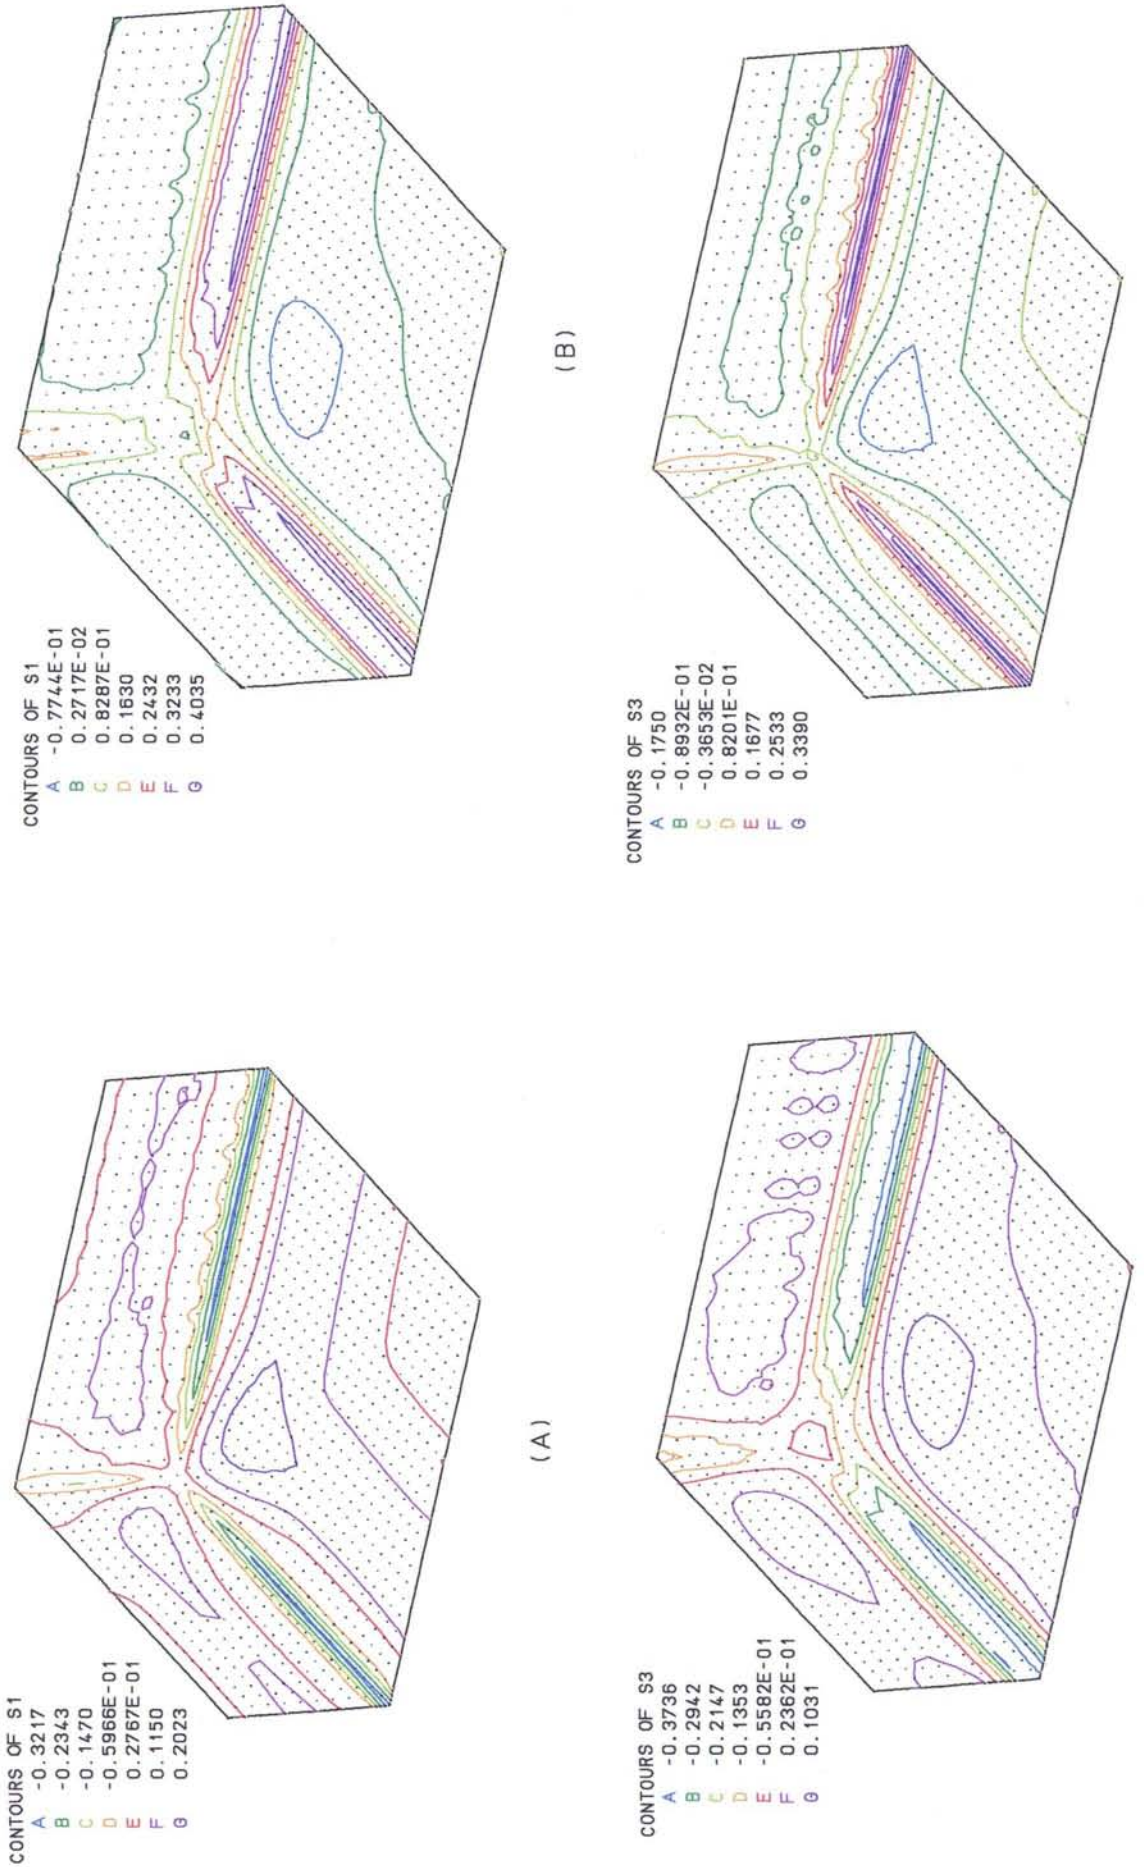 CONTOURS OF S1
A -0.3217
B -0.2343
C -0.1470
D -0.5966E-01
E 0.2767E-01
F 0.1150
G 0.2023
CONTOURS OF S1
A -0.7744E-01
B 0.2717E-02
C 0.8287E-01
D 0.1630
E 0.2432
F 0.3233
G 0.4035
(A)
(B)
CONTOURS OF S3
A -0.3736
B -0.2942
C -0.2147
D -0.1353
E -0.5582E-01
F 0.2362E-01
G 0.1031
CONTOURS OF S3
A -0.1750
B -0.8932E-01
C -0.3653E-02
D 0.8201E-01
E 0.1677
F 0.2533
G 0.3390